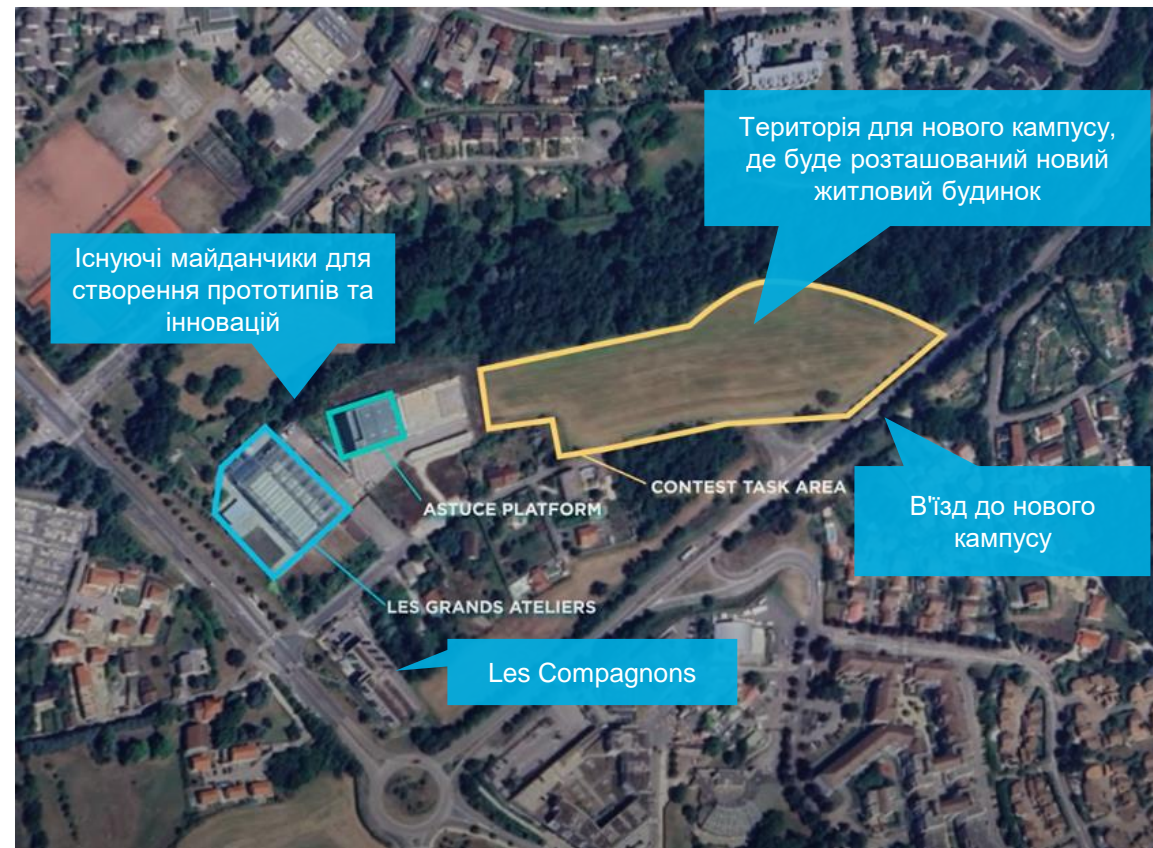 Територія для нового кампусу,
де буде розташований новий
житловий будинок
Існуючі майданчики для
створення прототипів та
інновацій
CONTEST TASK AREA
ASTUCE PLATFORM
В'їзд до нового
кампусу
LES GRANDS ATELIERS
Les Compagnons